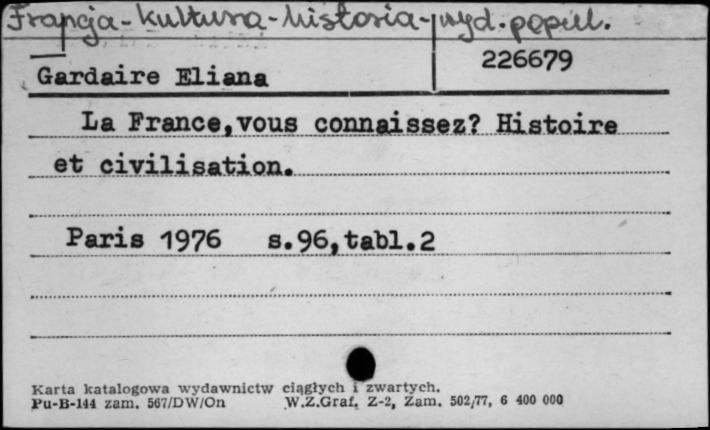 Francja-kultura-historia-wyd.popul.
226679
Gardaire Eliana
La France,vous connaissez? Histoire
et civilisation.
Paris 1976 s.96,tabl.2
Karta katalogowa wydawnictw ciągłych i zwartych.
Pu-B-144 zam. 567/DW/On W.Z.Graf. Z-2, Zam. 502/77, 6 400 000